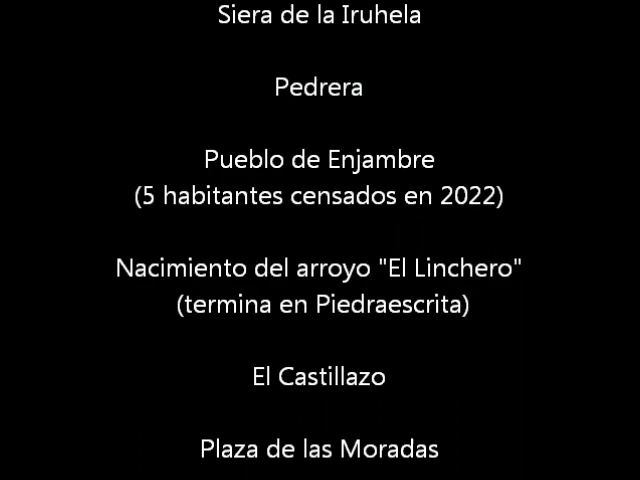 Siera de la Iruhela
Pedrera
Pueblo de Enjambre
(5 habitantes censados en 2022)
Nacimiento del arroyo "El Linchero"
(termina en Piedraescrita)
El Castillazo
Plaza de las Moradas